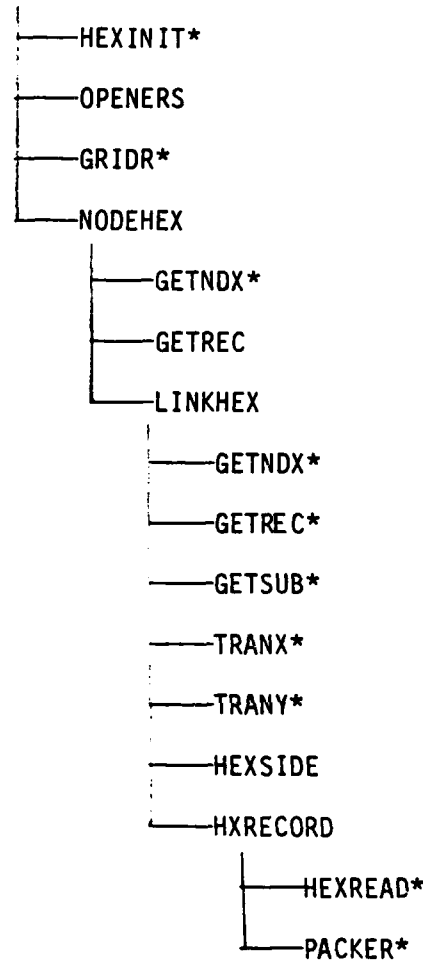 HEXINIT*
OPENERS
GRIDR*
NODEHEX
GETNDX*
GETREC
LINKHEX
GETNDX*
GETREC*
GETSUB*
TRANX*
TRANY*
HEXSIDE
HXRECORD
HEXREAD*
PACKER*